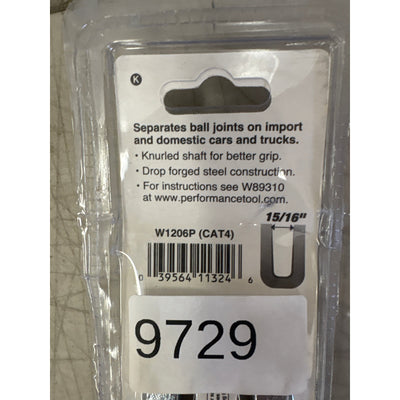 K
Separates ball joints on import
and domestic cars and trucks.
• Knurled shaft for better grip.
• Drop forged steel construction.
• For instructions see W89310
at www.performancetool.com.
15/16"
W1206P (CAT4)
0 39564 11324 6
9729